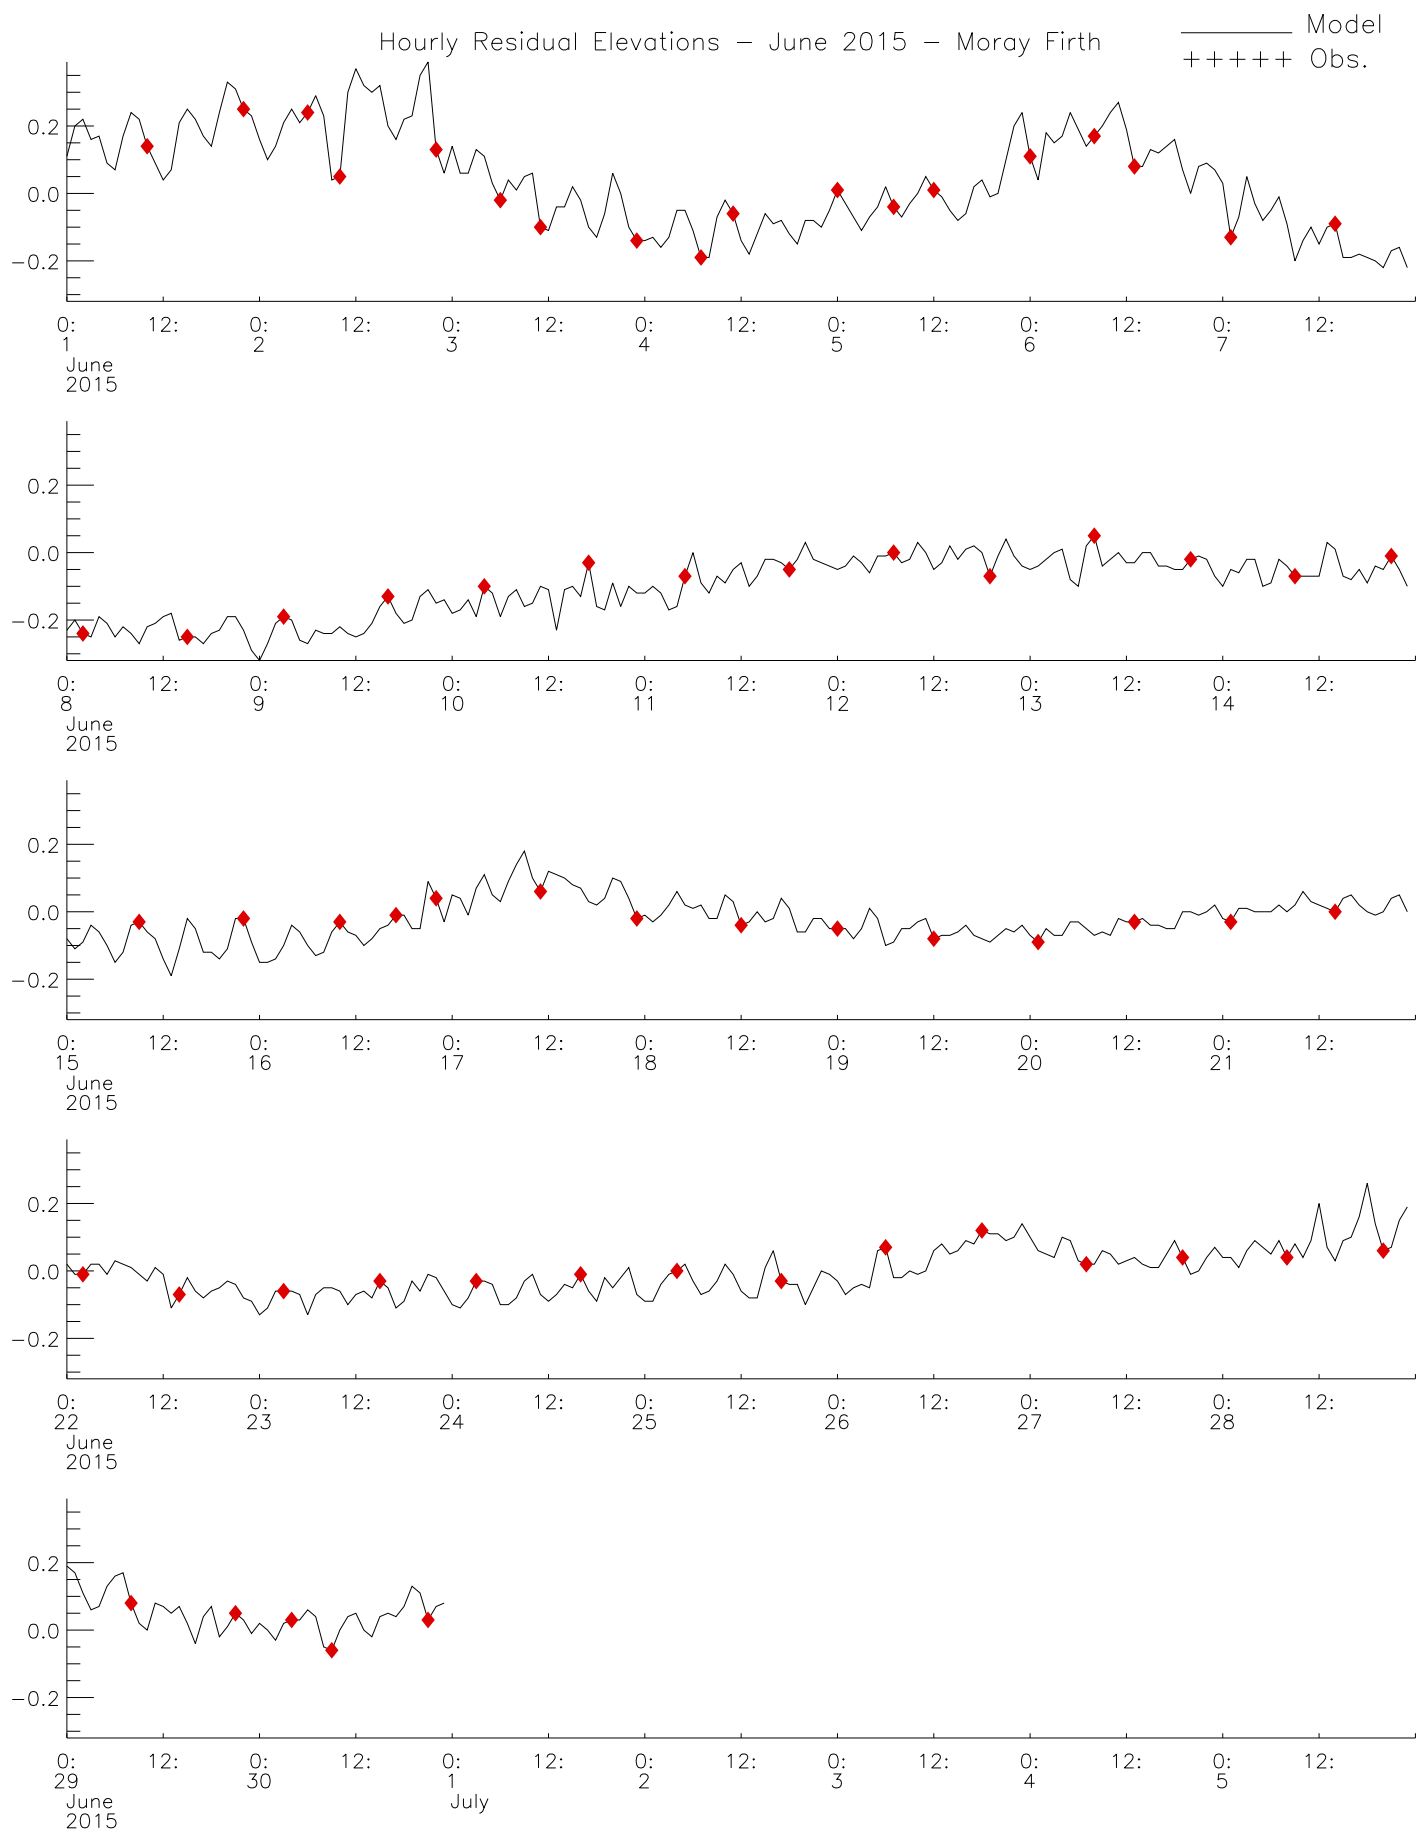 Hourly Residual Elevations − June 2015 − Moray Firth
Model
+++++ Obs.
0.2
0.0
−0.2
0: 12: 0: 12: 0: 12: 0: 12: 0: 12: 0: 12: 0: 12:
1 2 3 4 5 6 7
June
2015
0.2
0.0
−0.2
0: 12: 0: 12: 0: 12: 0: 12: 0: 12: 0: 12: 0: 12:
8 9 10 11 12 13 14
June
2015
0.2
0.0
−0.2
0: 12: 0: 12: 0: 12: 0: 12: 0: 12: 0: 12: 0: 12:
15 16 17 18 19 20 21
June
2015
0.2
0.0
−0.2
0: 12: 0: 12: 0: 12: 0: 12: 0: 12: 0: 12: 0: 12:
22 23 24 25 26 27 28
June
2015
0.2
0.0
−0.2
0: 12: 0: 12: 0: 12: 0: 12: 0: 12: 0: 12: 0: 12:
29 30 1 2 3 4 5
June July
2015